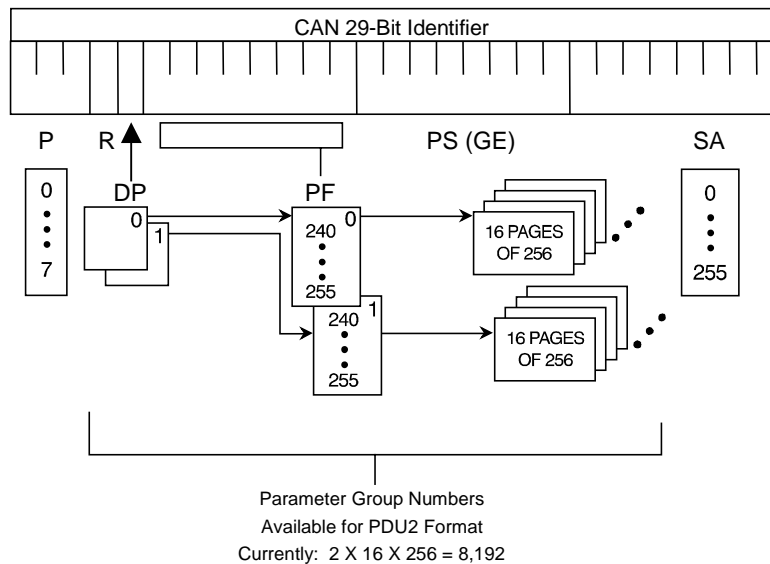 CAN 29-Bit Identifier
P R PS (GE) SA
DP PF
0
7
0
1
0
240
255
1
240
255
16 PAGES
OF 256
16 PAGES
OF 256
0
255
Parameter Group Numbers
Available for PDU2 Format
Currently: 2 X 16 X 256 = 8,192